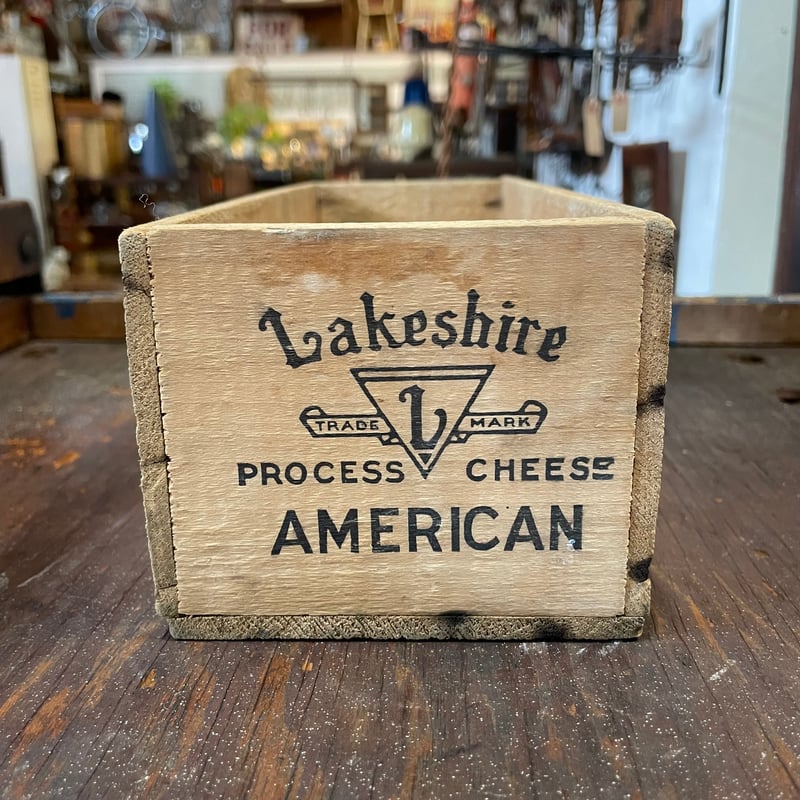 Lakeshire
L
TRADE MARK
PROCESS CHEESE
AMERICAN